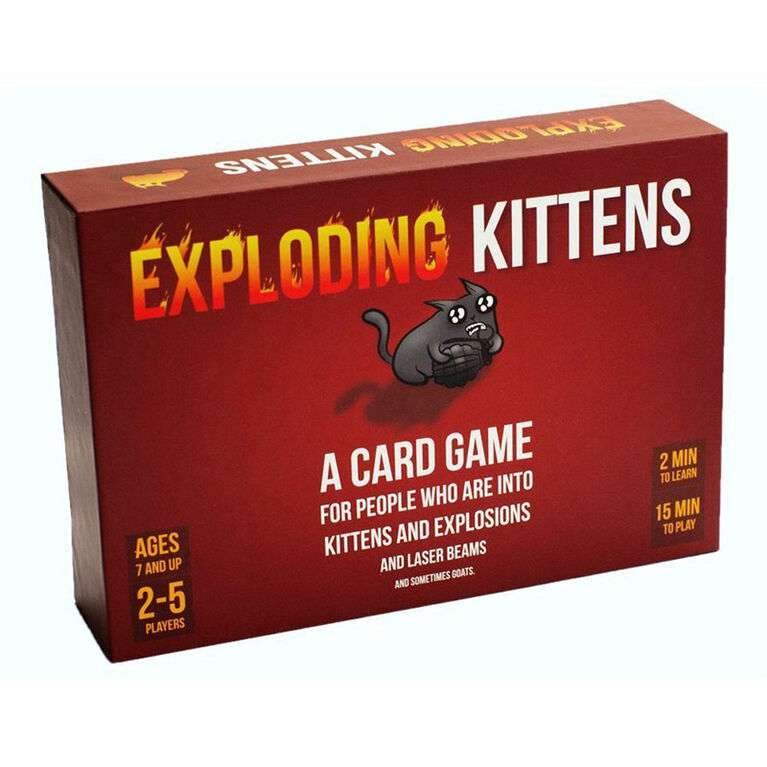 EXPLODING KITTENS
EXPLODING KITTENS
A CARD GAME
FOR PEOPLE WHO ARE INTO
KITTENS AND EXPLOSIONS
AND LASER BEAMS
AND SOMETIMES GOATS.
AGES
7 AND UP
2-5
PLAYERS
2 MIN
TO LEARN
15 MIN
TO PLAY